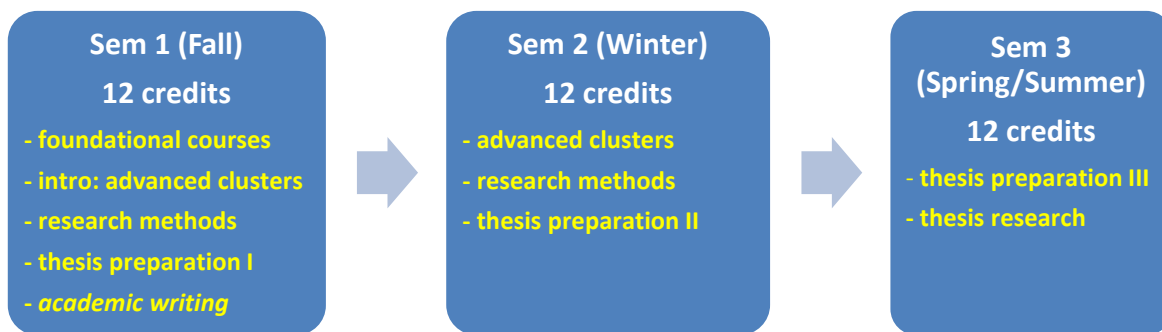 Sem 1 (Fall)
12 credits
- foundational courses
- intro: advanced clusters
- research methods
- thesis preparation I
- academic writing
Sem 2 (Winter)
12 credits
- advanced clusters
- research methods
- thesis preparation II
Sem 3
(Spring/Summer)
12 credits
- thesis preparation III
- thesis research